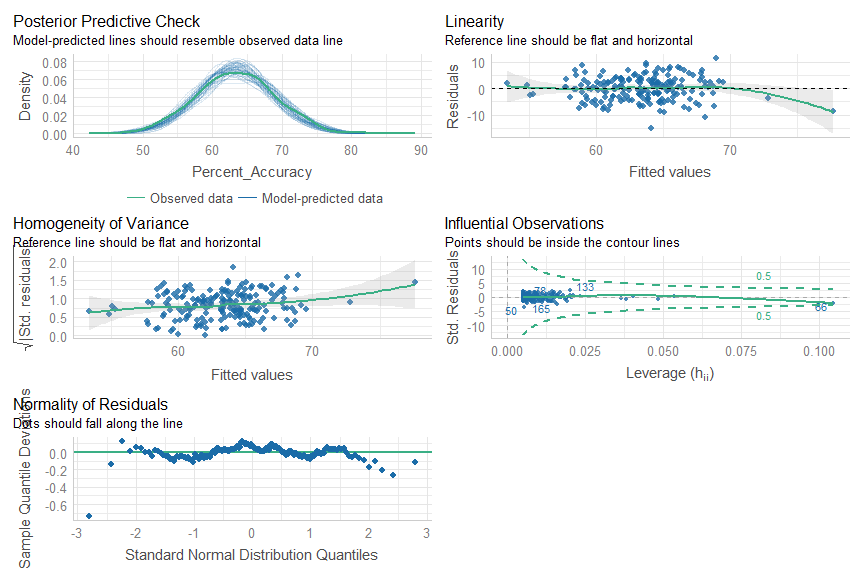 Posterior Predictive Check
Model-predicted lines should resemble observed data line
Density
0.08
0.06
0.04
0.02
0.00
40 50 60 70 80 90
Percent_Accuracy
Observed data Model-predicted data
Linearity
Reference line should be flat and horizontal
Residuals
10
0
-10
60 70
Fitted values
Homogeneity of Variance
Reference line should be flat and horizontal
√|Std. residuals|
2.0
1.5
1.0
0.5
0.0
60 70
Fitted values
Influential Observations
Points should be inside the contour lines
Std. Residuals
10
5
0
-5
-10
0.5
133
78
50
165
66
0.5
0.000 0.025 0.050 0.075 0.100
Leverage (hii)
Normality of Residuals
Dots should fall along the line
Sample Quantile Deviations
0.0
-0.2
-0.4
-0.6
-3 -2 -1 0 1 2 3
Standard Normal Distribution Quantiles